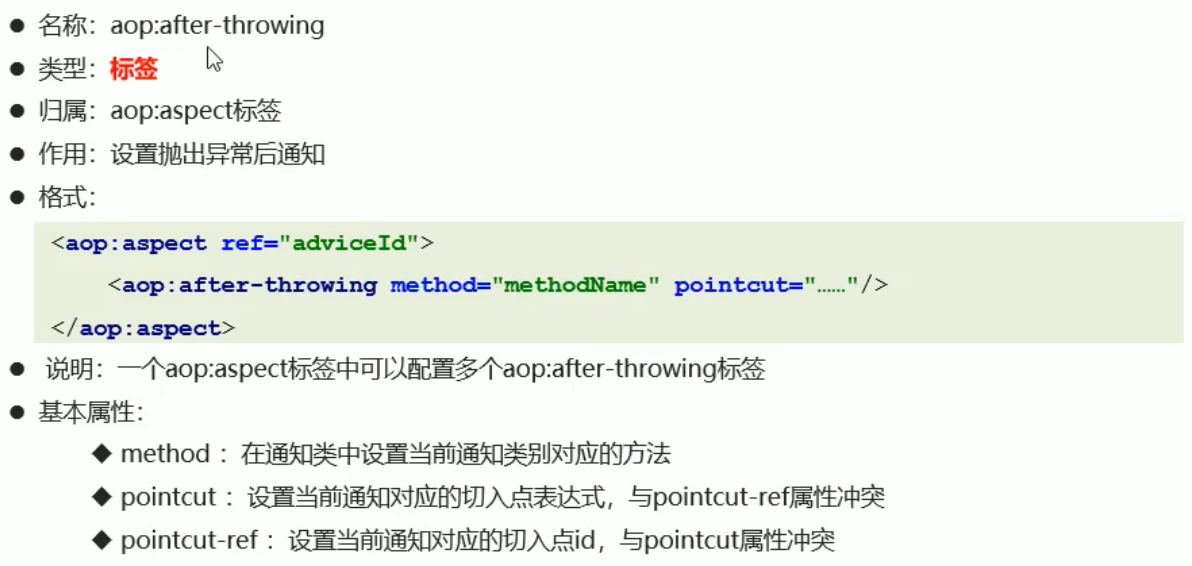 ● 名称：aop:after-throwing
● 类型：标签
● 归属：aop:aspect标签
● 作用：设置抛出异常后通知
● 格式：
<aop:aspect ref="adviceId">
<aop:after-throwing method="methodName" pointcut="……"/>
</aop:aspect>
● 说明：一个aop:aspect标签中可以配置多个aop:after-throwing标签
● 基本属性：
◆ method ：在通知类中设置当前通知类别对应的方法
◆ pointcut ：设置当前通知对应的切入点表达式，与pointcut-ref属性冲突
◆ pointcut-ref ：设置当前通知对应的切入点id，与pointcut属性冲突